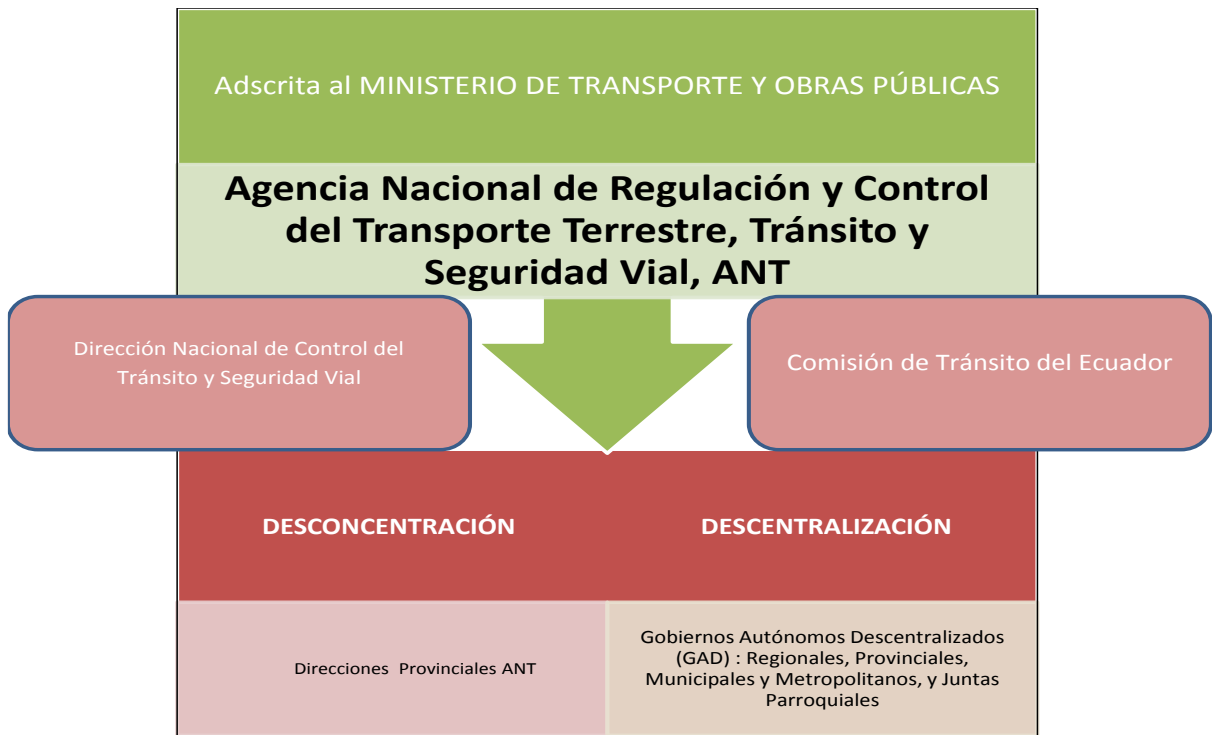 Adscrita al MINISTERIO DE TRANSPORTE Y OBRAS PÚBLICAS
Agencia Nacional de Regulación y Control
del Transporte Terrestre, Tránsito y
Seguridad Vial, ANT
Dirección Nacional de Control del
Tránsito y Seguridad Vial
Comisión de Tránsito del Ecuador
DESCONCENTRACIÓN
DESCENTRALIZACIÓN
Direcciones Provinciales ANT
Gobiernos Autónomos Descentralizados
(GAD) : Regionales, Provinciales,
Municipales y Metropolitanos, y Juntas
Parroquiales